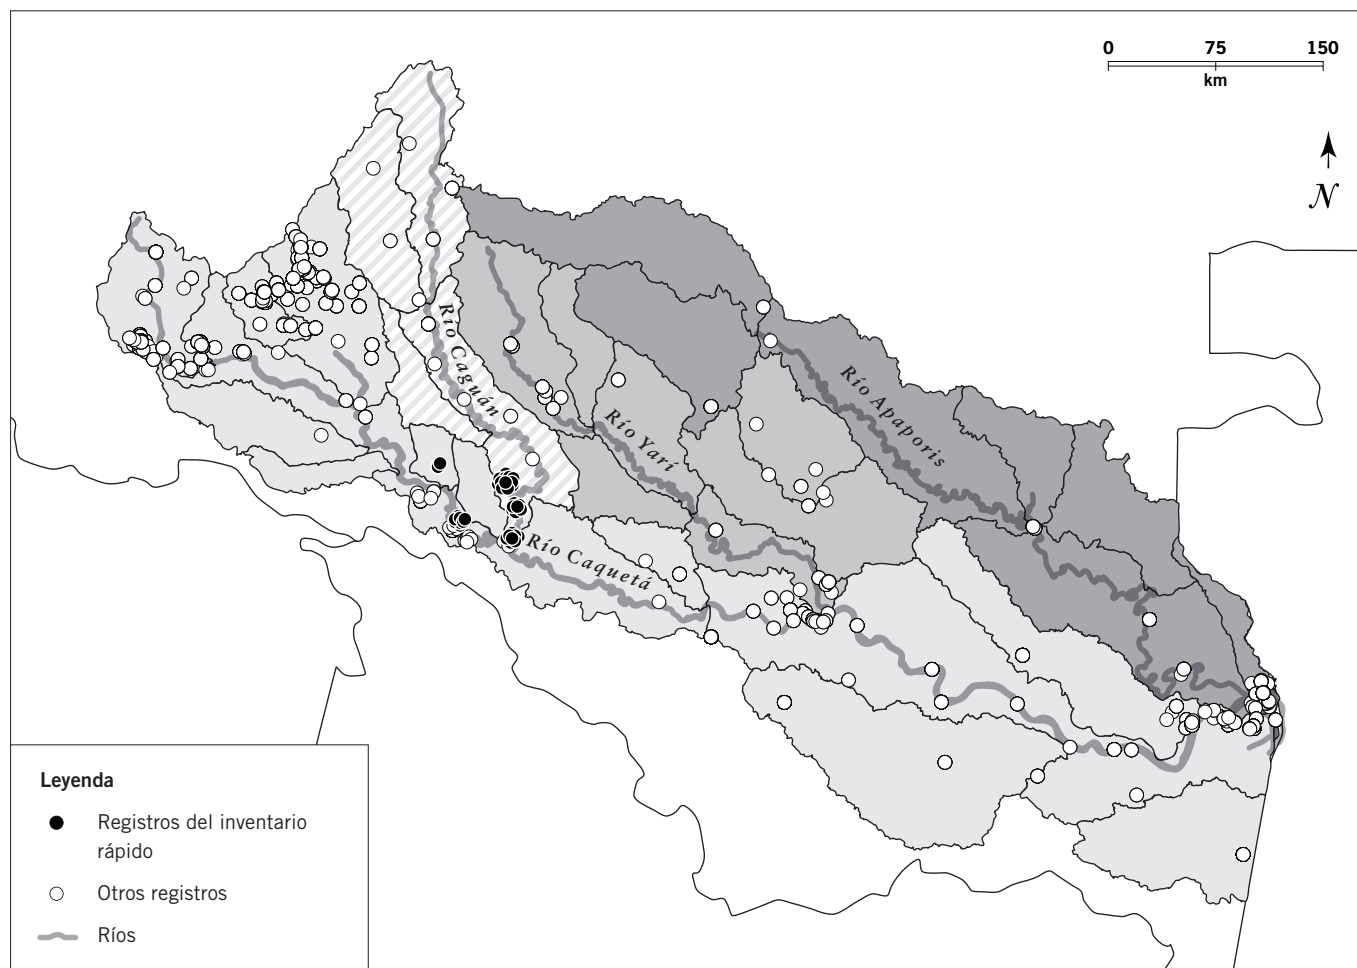 0 75 150
km
N
Río Caguán
Río Yarí
Río Apaporis
Río Caquetá
Leyenda
Registros del inventario
rápido
Otros registros
Ríos